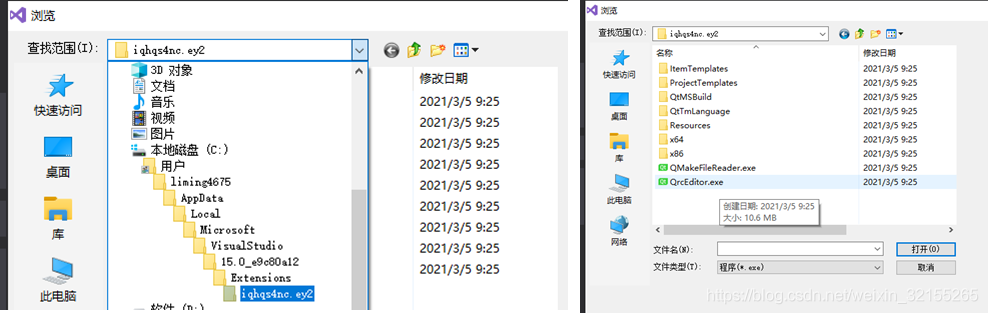 浏览
查找范围(I):
iqhqs4nc.ey2
3D 对象
文档
音乐
视频
图片
本地磁盘 (C:)
用户
liming4675
AppData
Local
Microsoft
VisualStudio
15.0_e9c80a12
Extensions
iqhqs4nc.ey2
软件 (D:)
快速访问
桌面
库
此电脑
修改日期
2021/3/5 9:25
2021/3/5 9:25
2021/3/5 9:25
2021/3/5 9:25
2021/3/5 9:25
2021/3/5 9:25
2021/3/5 9:25
2021/3/5 9:25
2021/3/5 9:25
浏览
查找范围(I):
iqhqs4nc.ey2
快速访问
桌面
库
此电脑
网络
名称 修改日期
ItemTemplates 2021/3/5 9:25
ProjectTemplates 2021/3/5 9:25
QtMSBuild 2021/3/5 9:25
QtTmLanguage 2021/3/5 9:25
Resources 2021/3/5 9:25
x64 2021/3/5 9:25
x86 2021/3/5 9:25
QMakeFileReader.exe 2021/3/5 9:25
QrcEditor.exe 2021/3/5 9:25
创建日期: 2021/3/5 9:25
大小: 10.6 MB
文件名(N): 打开(O)
文件类型(T): 程序(*.exe) 取消
https://blog.csdn.net/weixin_32155265